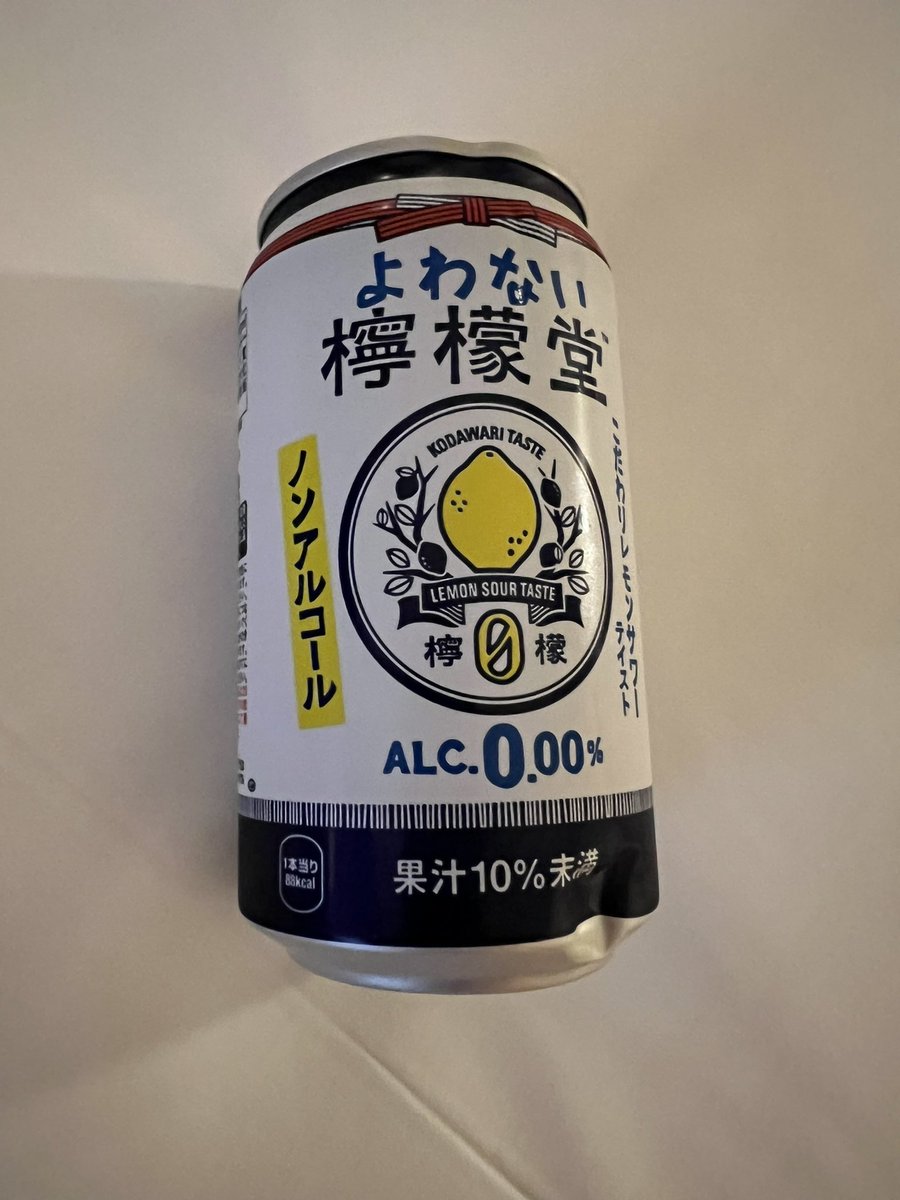 よわない
檸檬堂
KODAWARI TASTE
LEMON SOUR TASTE
檸 0 檬
ノンアルコール
こだわりレモンサワー
テイスト
ALC.0.00%
1本当り
88kcal
果汁10%未満